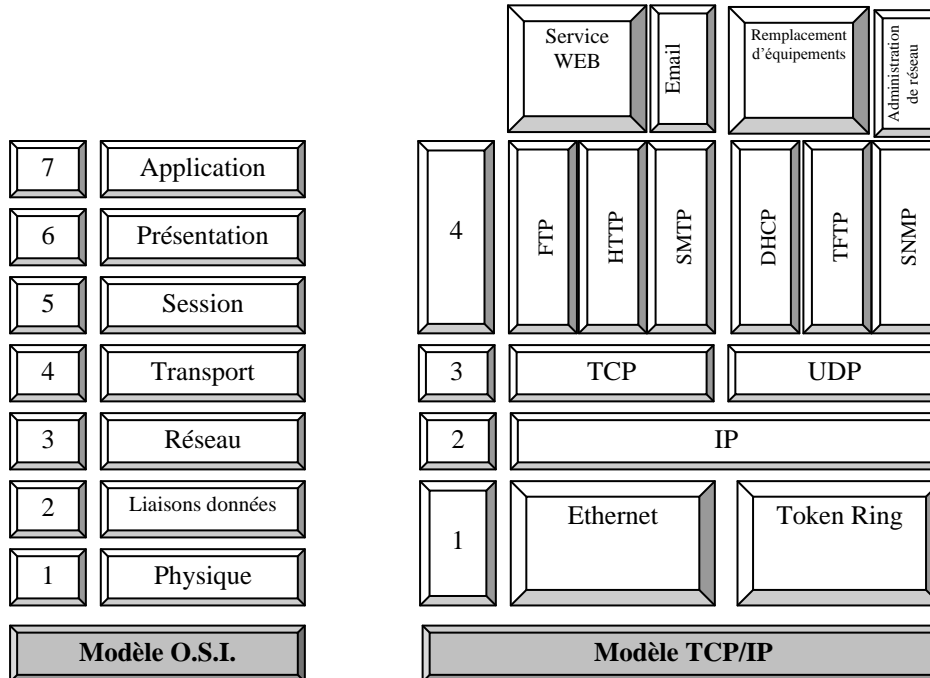 Service
WEB
Email
Remplacement
d'équipements
Administration
de réseau
7 Application
6 Présentation
5 Session
4 Transport
3 Réseau
2 Liaisons données
1 Physique
Modèle O.S.I.
4 FTP HTTP SMTP DHCP TFTP SNMP
3 TCP UDP
2 IP
1 Ethernet Token Ring
Modèle TCP/IP